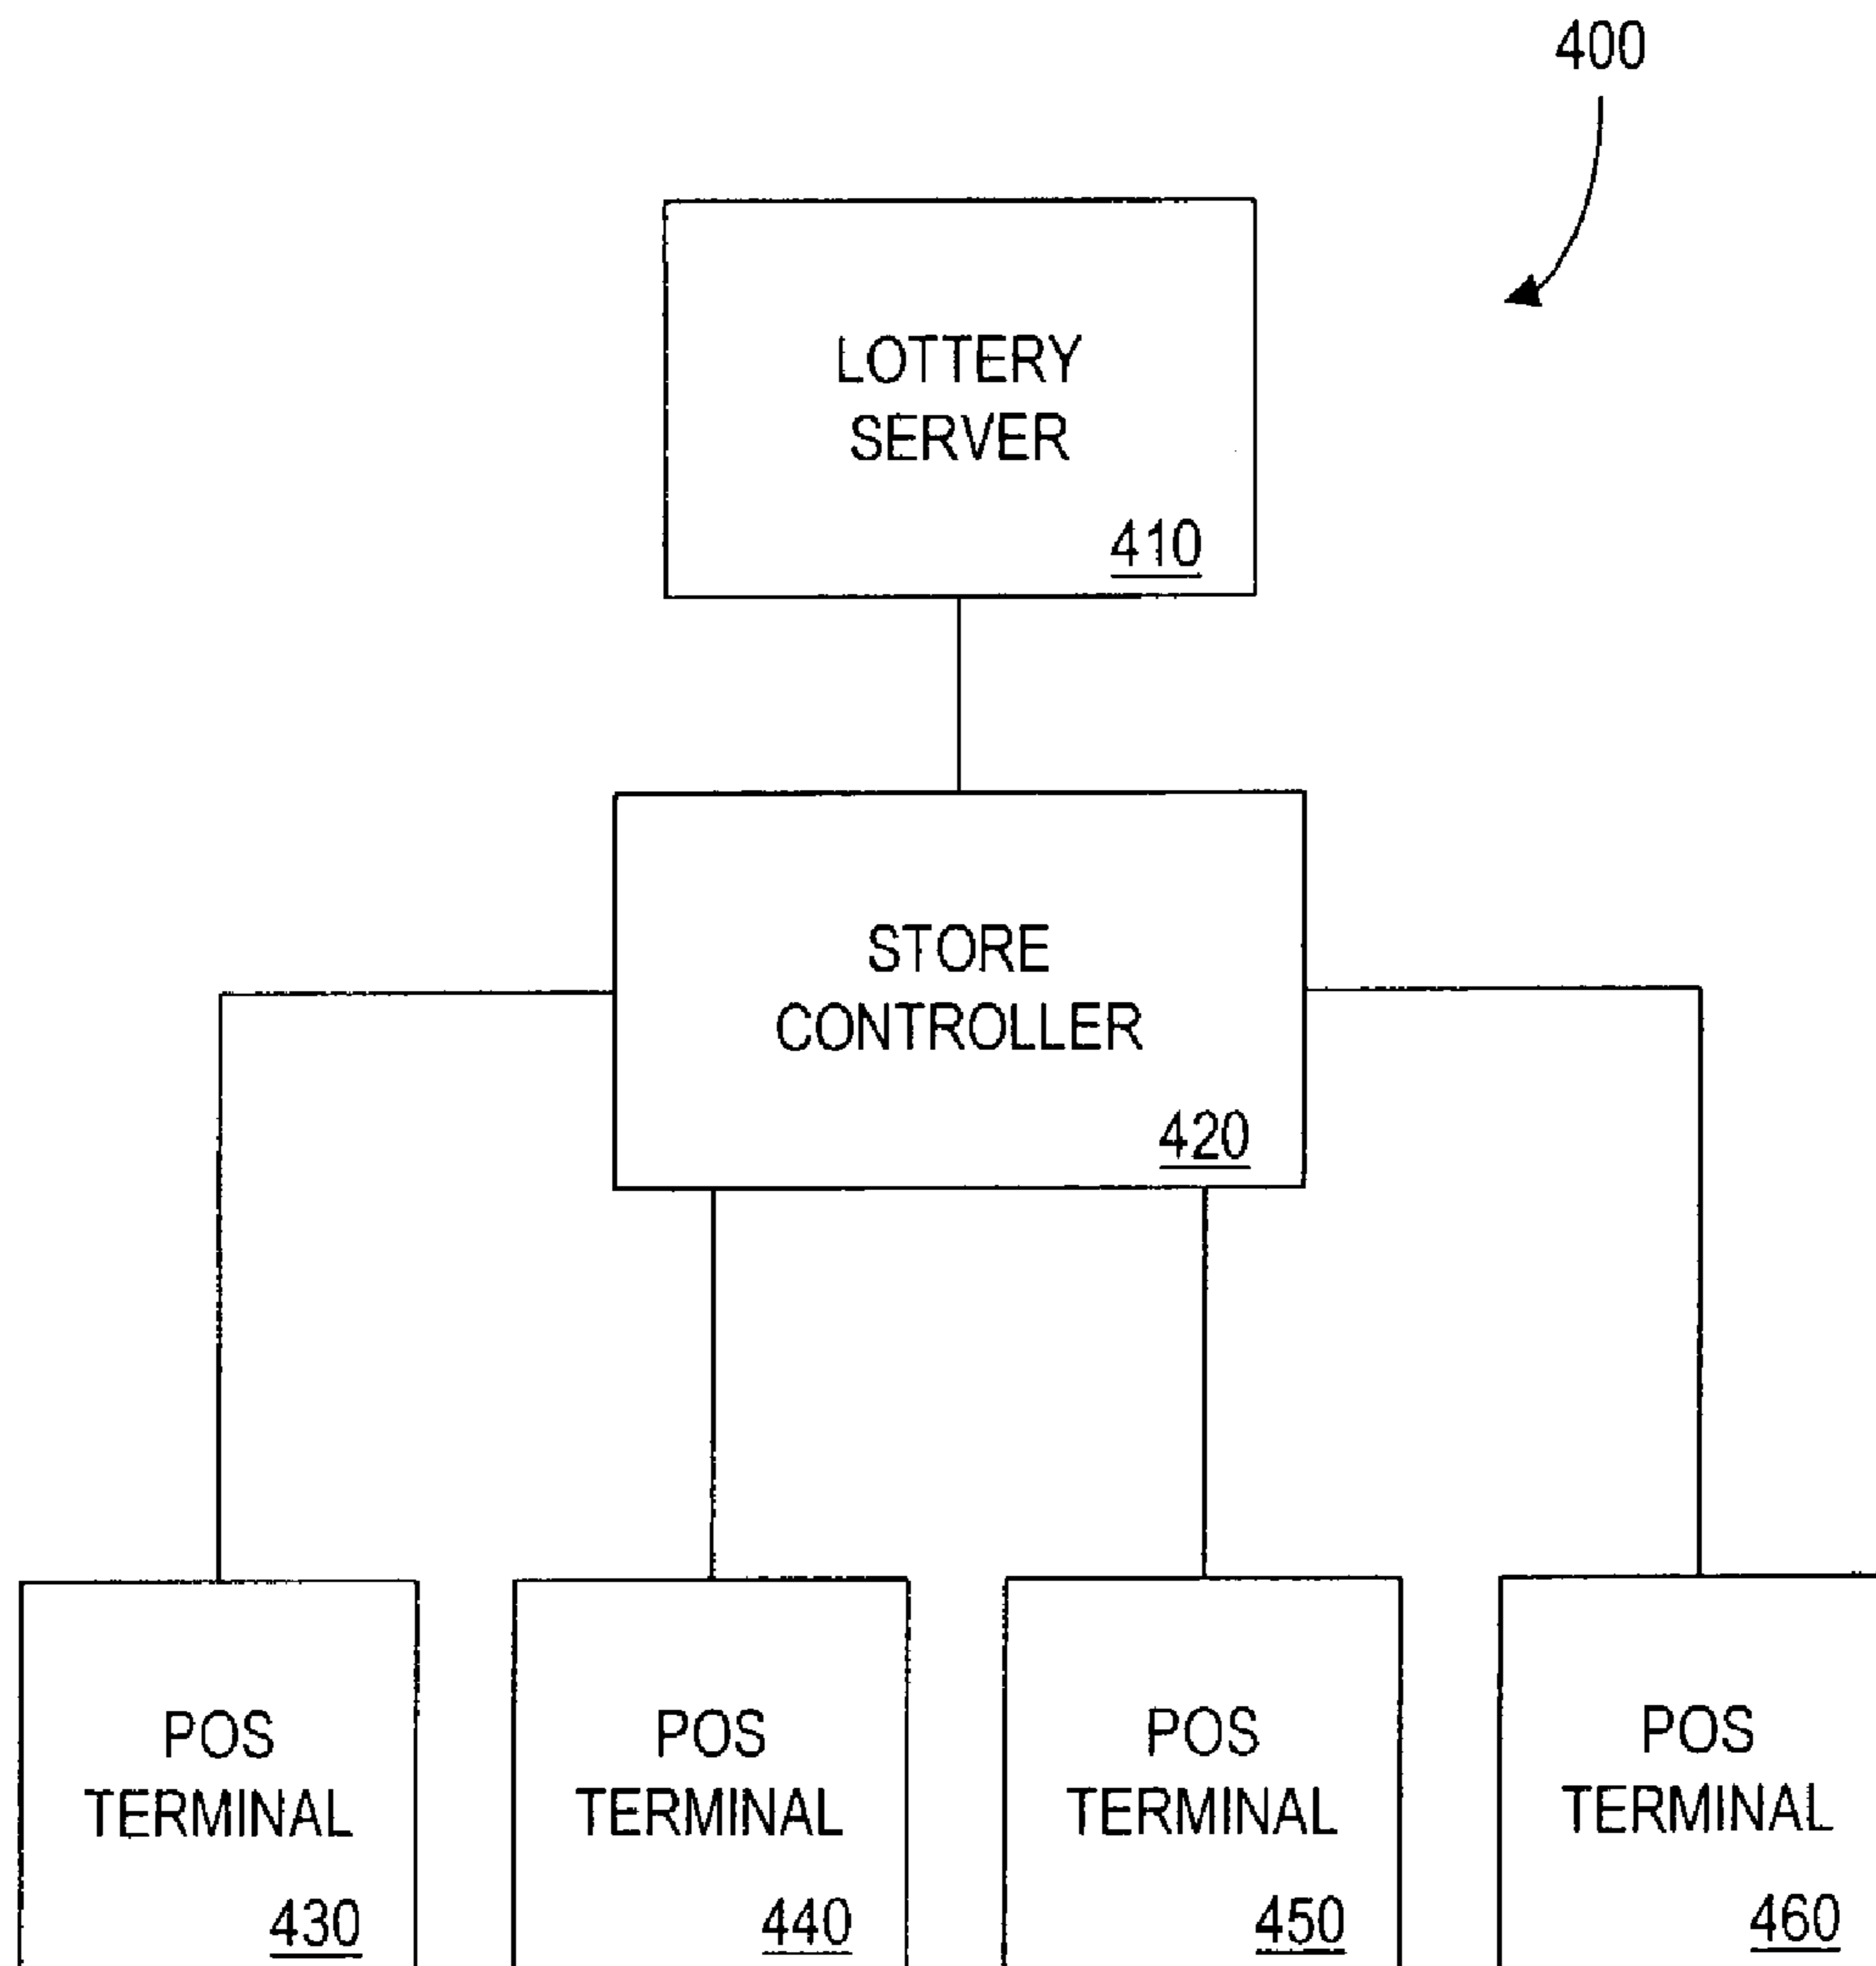 400
LOTTERY
SERVER
410
STORE
CONTROLLER
420
POS
TERMINAL
430
POS
TERMINAL
440
POS
TERMINAL
450
POS
TERMINAL
460